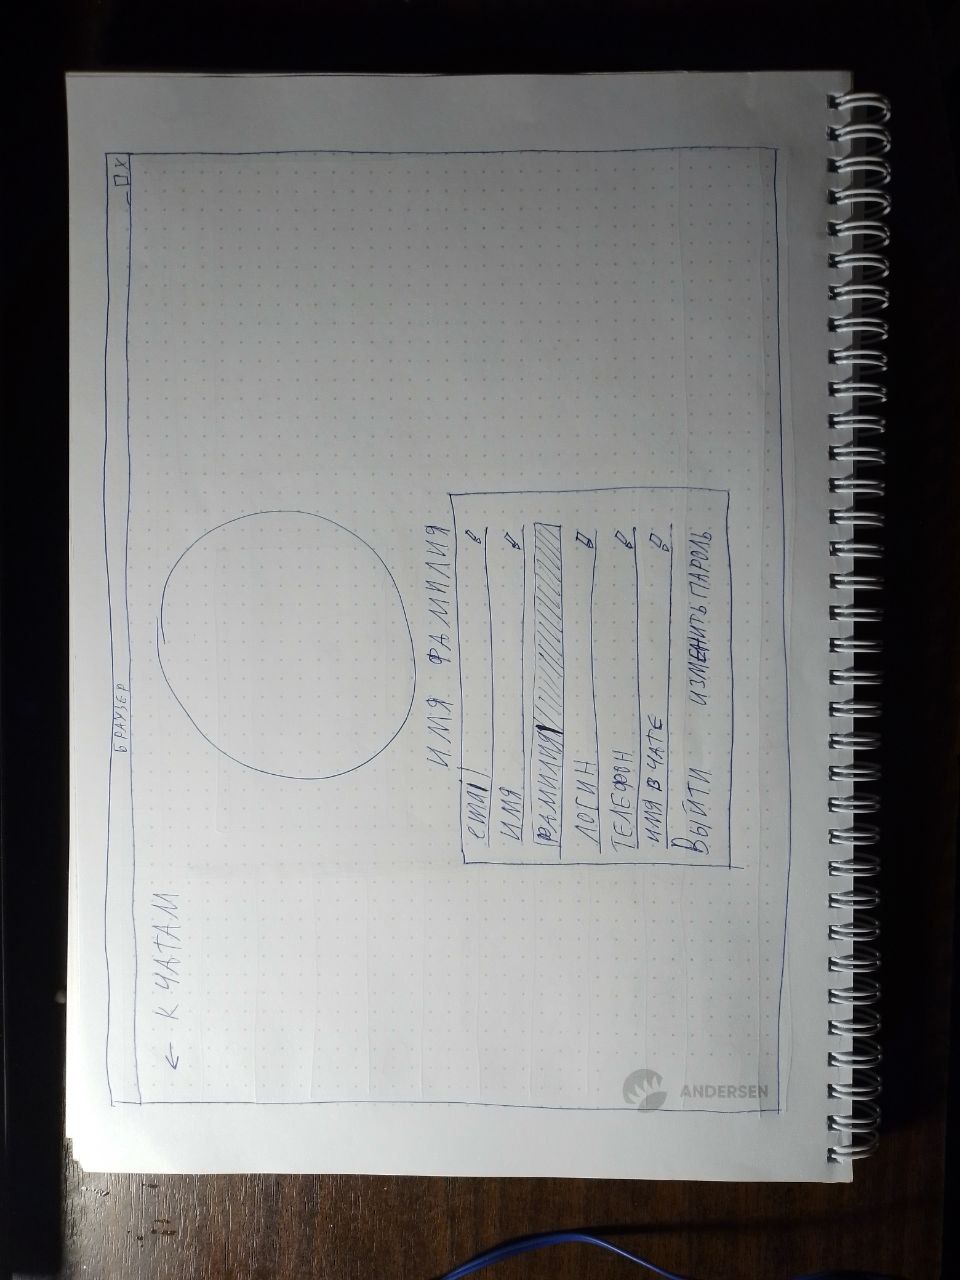 БРАУЗЕР
← К ЧАТАМ
ИМЯ ФАМИЛИЯ
email
ИМЯ
ФАМИЛИЯ
ЛОГИН
ТЕЛЕФОН
ИМЯ В ЧАТЕ
ВЫЙТИ ИЗМЕНИТЬ ПАРОЛЬ
ANDERSEN